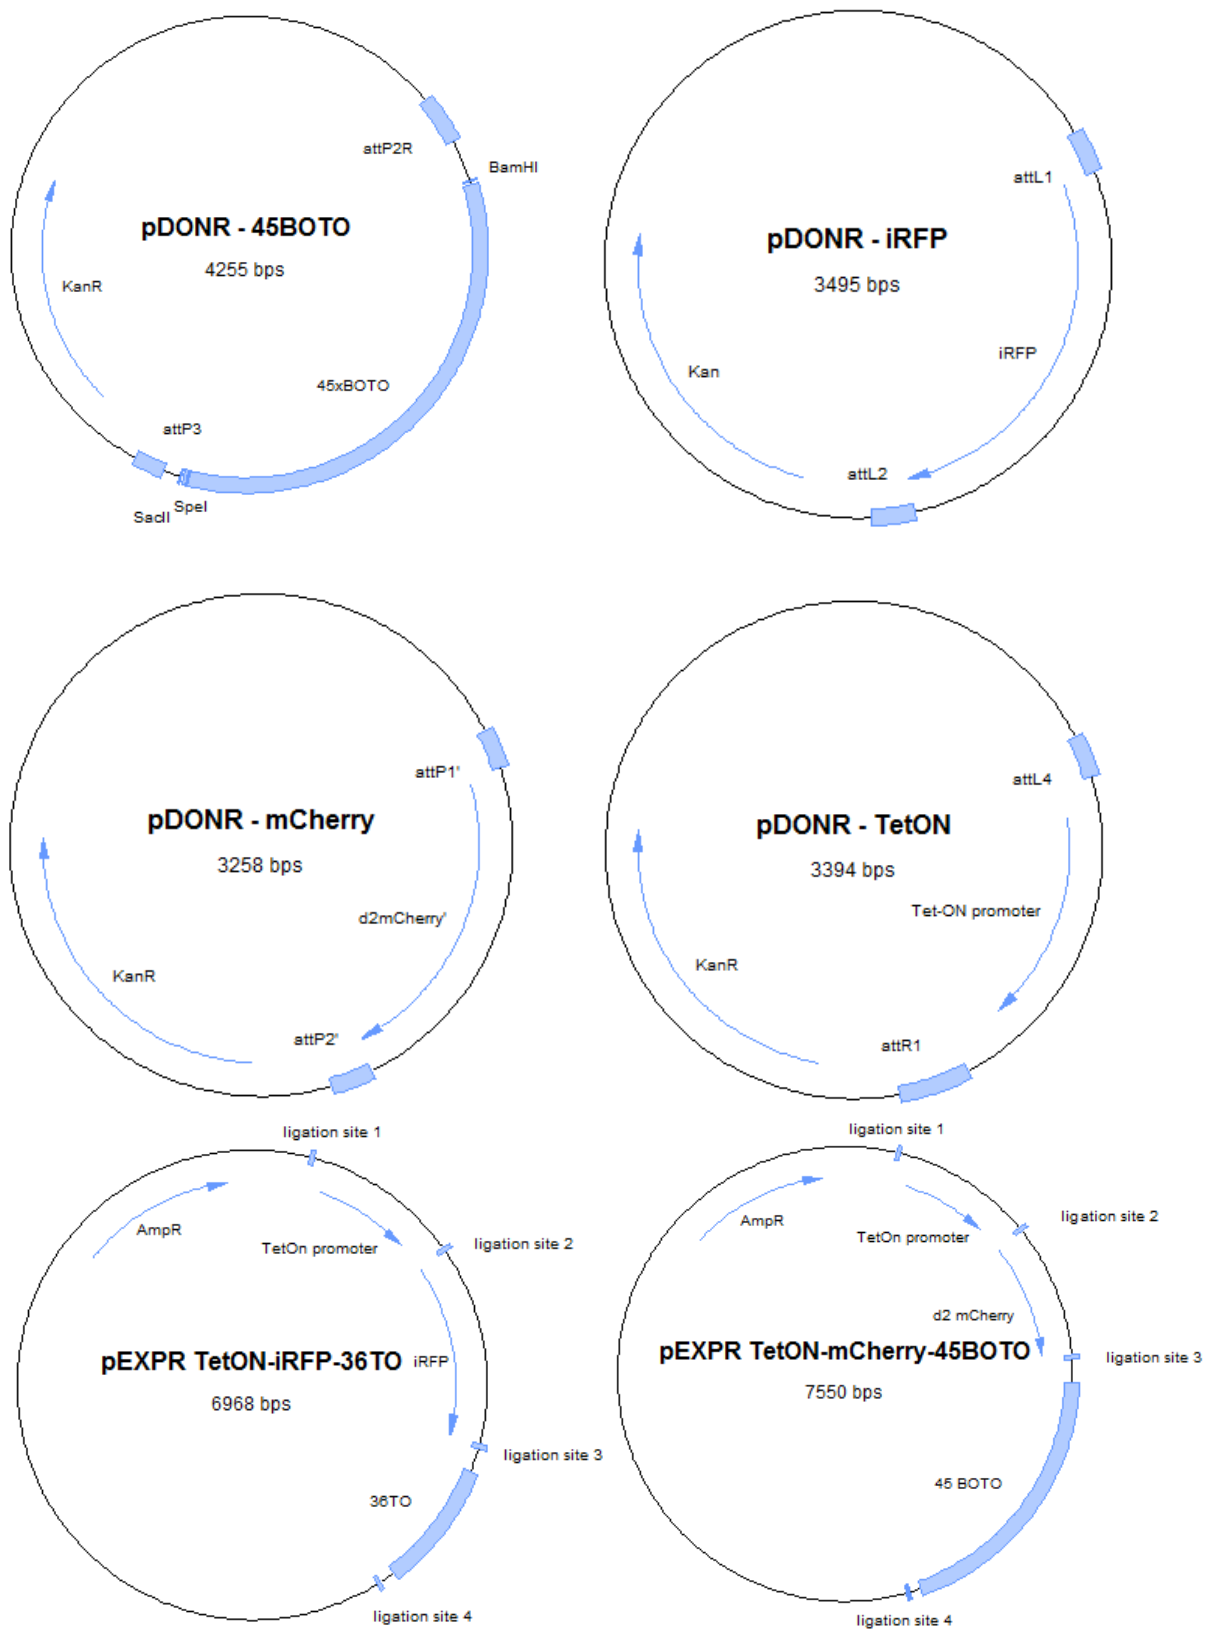 attP2R
BamHI
pDONR - 45BOTO
4255 bps
KanR
45xBOTO
attP3
SacII
SpeI
attL1
pDONR - iRFP
3495 bps
iRFP
Kan
attL2
attP1'
pDONR - mCherry
3258 bps
d2mCherry'
KanR
attP2'
attL4
pDONR - TetON
3394 bps
Tet-ON promoter
KanR
attR1
ligation site 1
AmpR
TetOn promoter
ligation site 2
pEXPR TetON-iRFP-36TO
iRFP
6968 bps
ligation site 3
36TO
ligation site 4
ligation site 1
AmpR
TetOn promoter
ligation site 2
d2 mCherry
pEXPR TetON-mCherry-45BOTO
ligation site 3
7550 bps
45 BOTO
ligation site 4